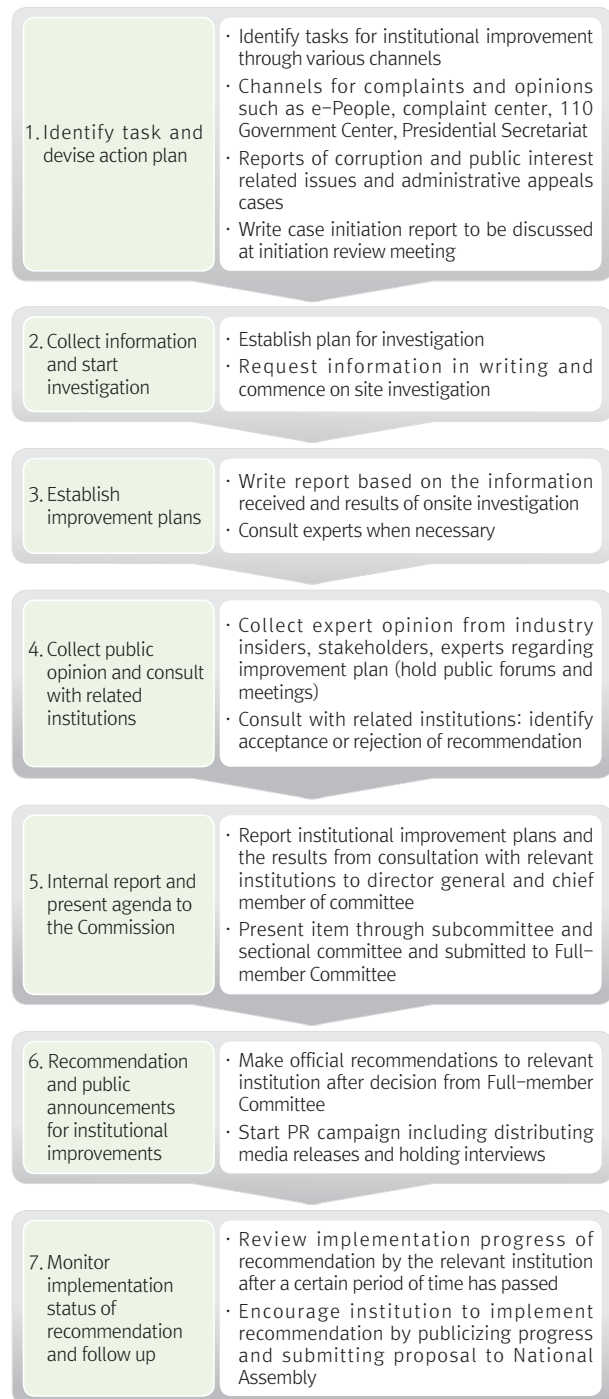 1. Identify task and
devise action plan
· Identify tasks for institutional improvement
through various channels
· Channels for complaints and opinions
such as e-People, complaint center, 110
Government Center, Presidential Secretariat
· Reports of corruption and public interest
related issues and administrative appeals
cases
· Write case initiation report to be discussed
at initiation review meeting
2. Collect information
and start
investigation
· Establish plan for investigation
· Request information in writing and
commence on site investigation
3. Establish
improvement plans
· Write report based on the information
received and results of onsite investigation
· Consult experts when necessary
4. Collect public
opinion and consult
with related
institutions
· Collect expert opinion from industry
insiders, stakeholders, experts regarding
improvement plan (hold public forums and
meetings)
· Consult with related institutions: identify
acceptance or rejection of recommendation
5. Internal report and
present agenda to
the Commission
· Report institutional improvement plans and
the results from consultation with relevant
institutions to director general and chief
member of committee
· Present item through subcommittee and
sectional committee and submitted to Full-
member Committee
6. Recommendation
and public
announcements
for institutional
improvements
· Make official recommendations to relevant
institution after decision from Full-member
Committee
· Start PR campaign including distributing
media releases and holding interviews
7. Monitor
implementation
status of
recommendation
and follow up
· Review implementation progress of
recommendation by the relevant institution
after a certain period of time has passed
· Encourage institution to implement
recommendation by publicizing progress
and submitting proposal to National
Assembly